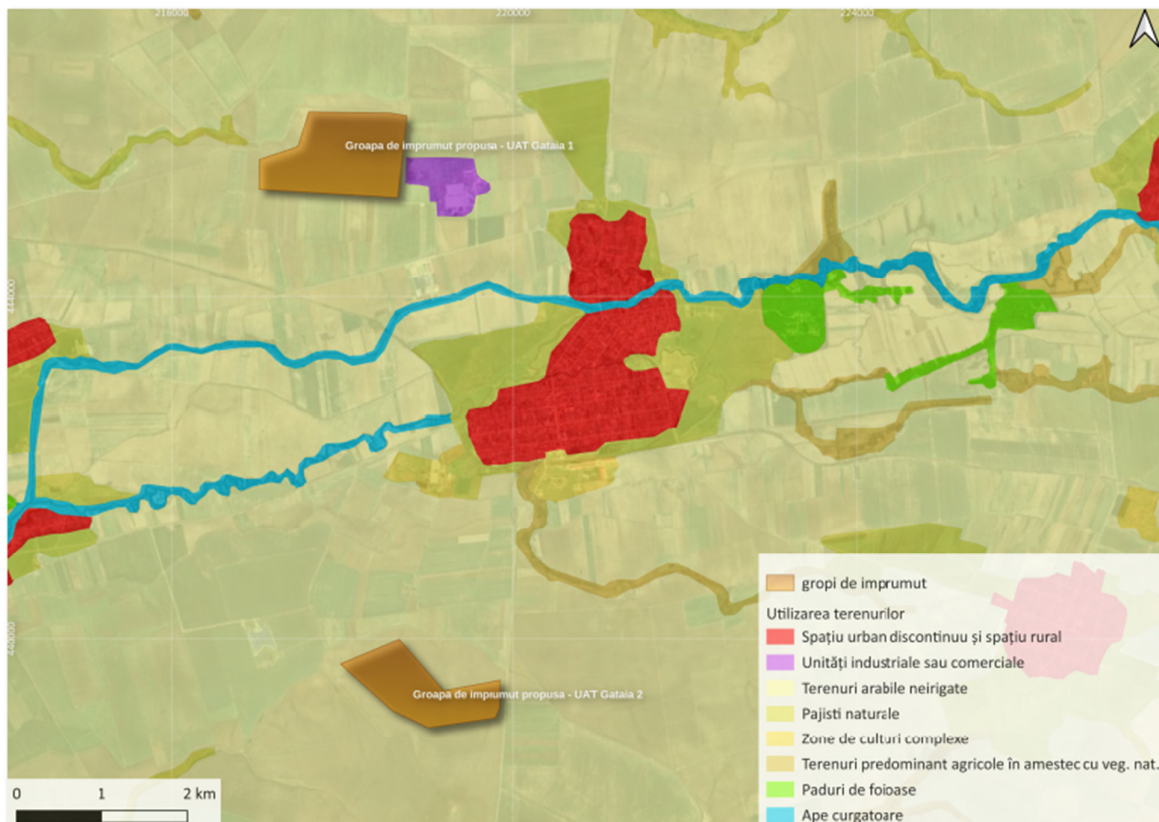 216000 220000 224000
Groapa de imprumut propusa - UAT Gataia 1
444000
440000
Groapa de imprumut propusa - UAT Gataia 2
gropi de imprumut
Utilizarea terenurilor
Spațiu urban discontinuu și spațiu rural
Unități industriale sau comerciale
Terenuri arabile neirigate
Pajisti naturale
Zone de culturi complexe
Terenuri predominant agricole în amestec cu veg. nat.
Paduri de foioase
Ape curgatoare
0 1 2 km